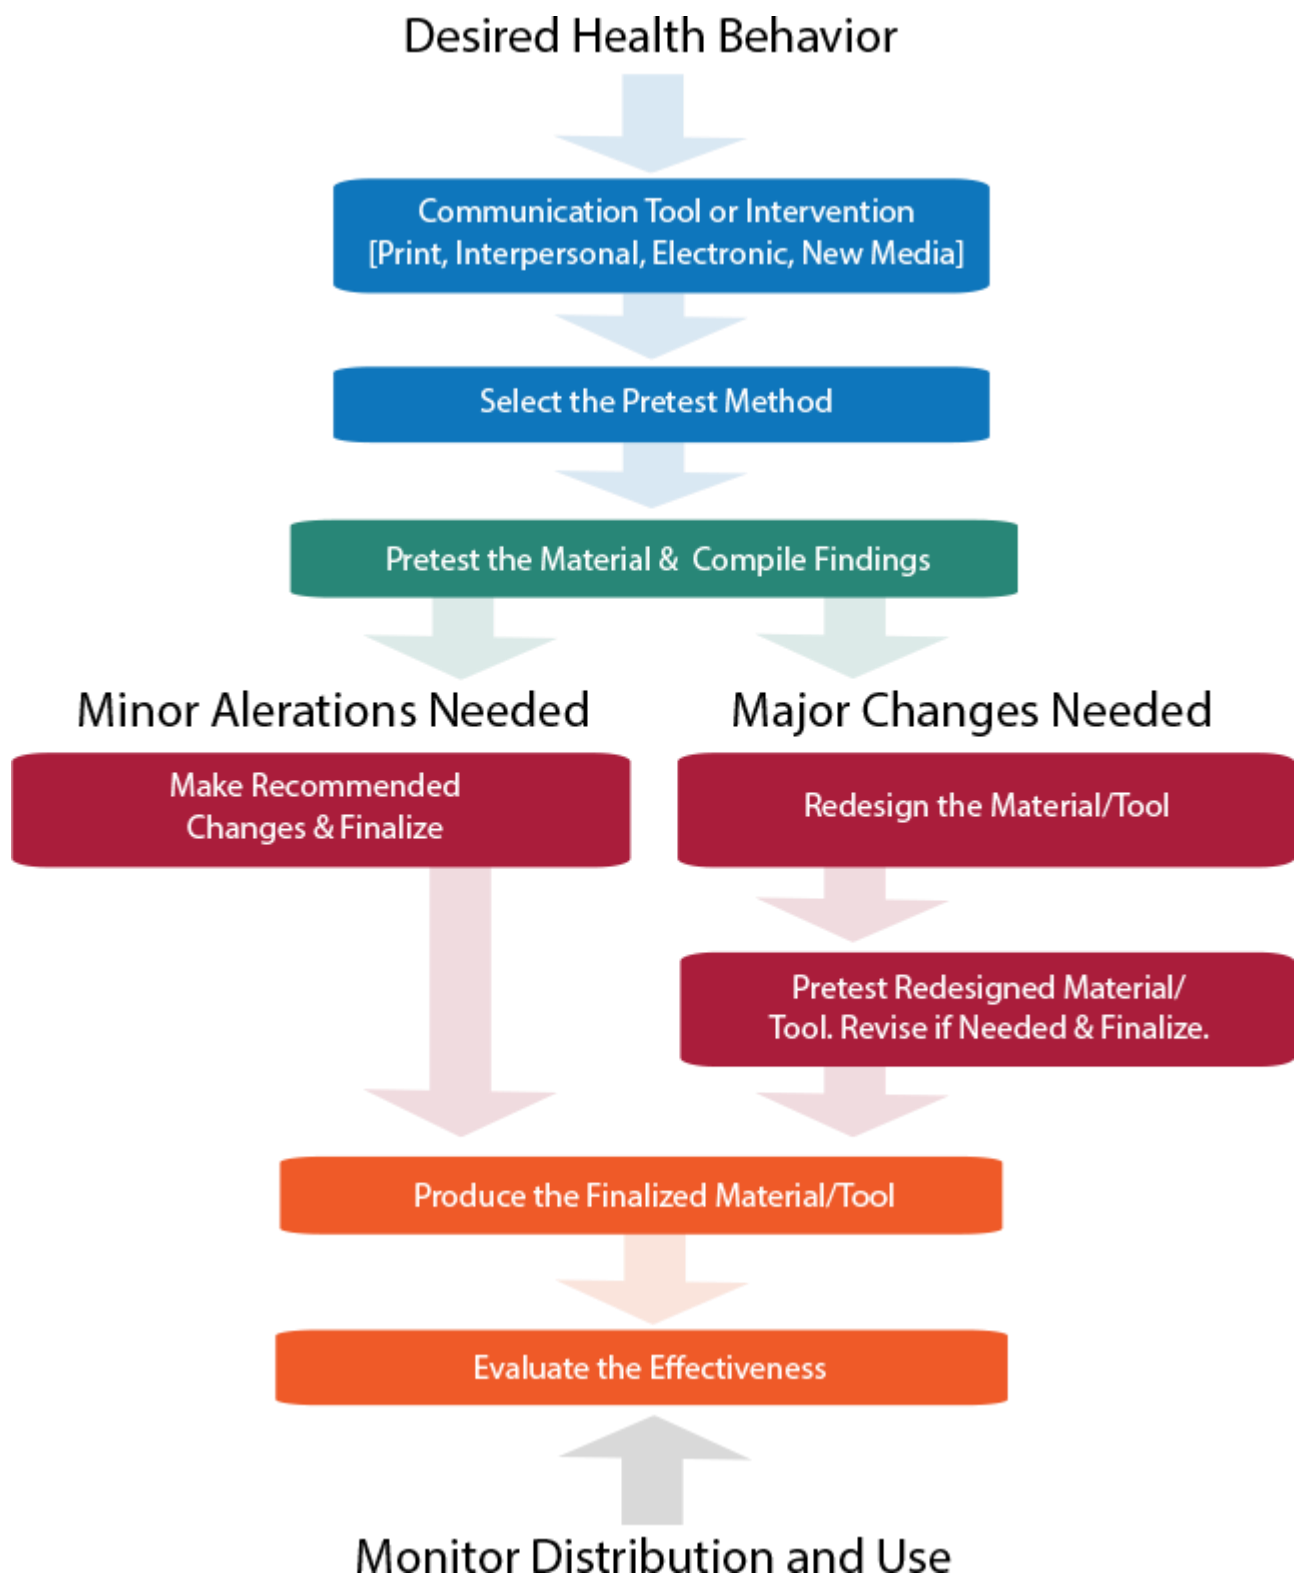 Desired Health Behavior
Communication Tool or Intervention
[Print, Interpersonal, Electronic, New Media]
Select the Pretest Method
Pretest the Material &  Compile Findings
Minor Alerations Needed
Major Changes Needed
Make Recommended
Changes & Finalize
Redesign the Material/Tool
Pretest Redesigned Material/
Tool. Revise if Needed & Finalize.
Produce the Finalized Material/Tool
Evaluate the Effectiveness
Monitor Distribution and Use